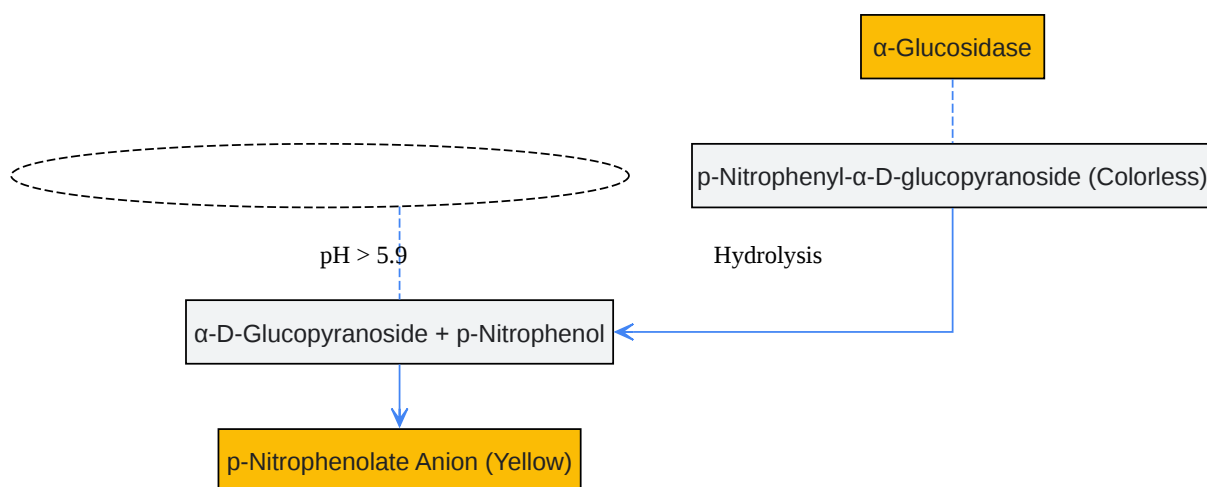 α-Glucosidase
p-Nitrophenyl-α-D-glucopyranoside (Colorless)
pH > 5.9
Hydrolysis
α-D-Glucopyranoside + p-Nitrophenol
p-Nitrophenolate Anion (Yellow)